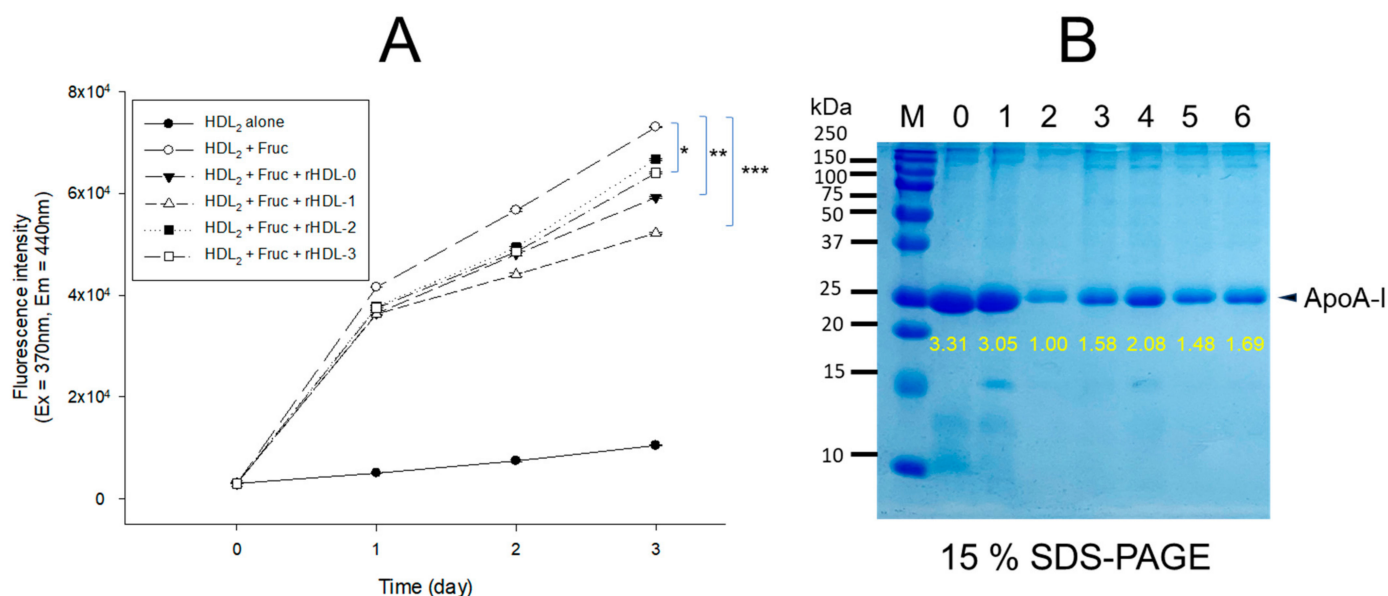 A
8x10⁴
6x10⁴
4x10⁴
2x10⁴
0
Fluorescence intensity
(Ex = 370nm, Em = 440nm)
HDL₂ alone
HDL₂ + Fruc
HDL₂ + Fruc + rHDL-0
HDL₂ + Fruc + rHDL-1
HDL₂ + Fruc + rHDL-2
HDL₂ + Fruc + rHDL-3
*
**
***
0 1 2 3
Time (day)
B
kDa M 0 1 2 3 4 5 6
250
150
100
75
50
37
25
20
15
10
ApoA-I
3.31 3.05 1.00 1.58 2.08 1.48 1.69
15 % SDS-PAGE